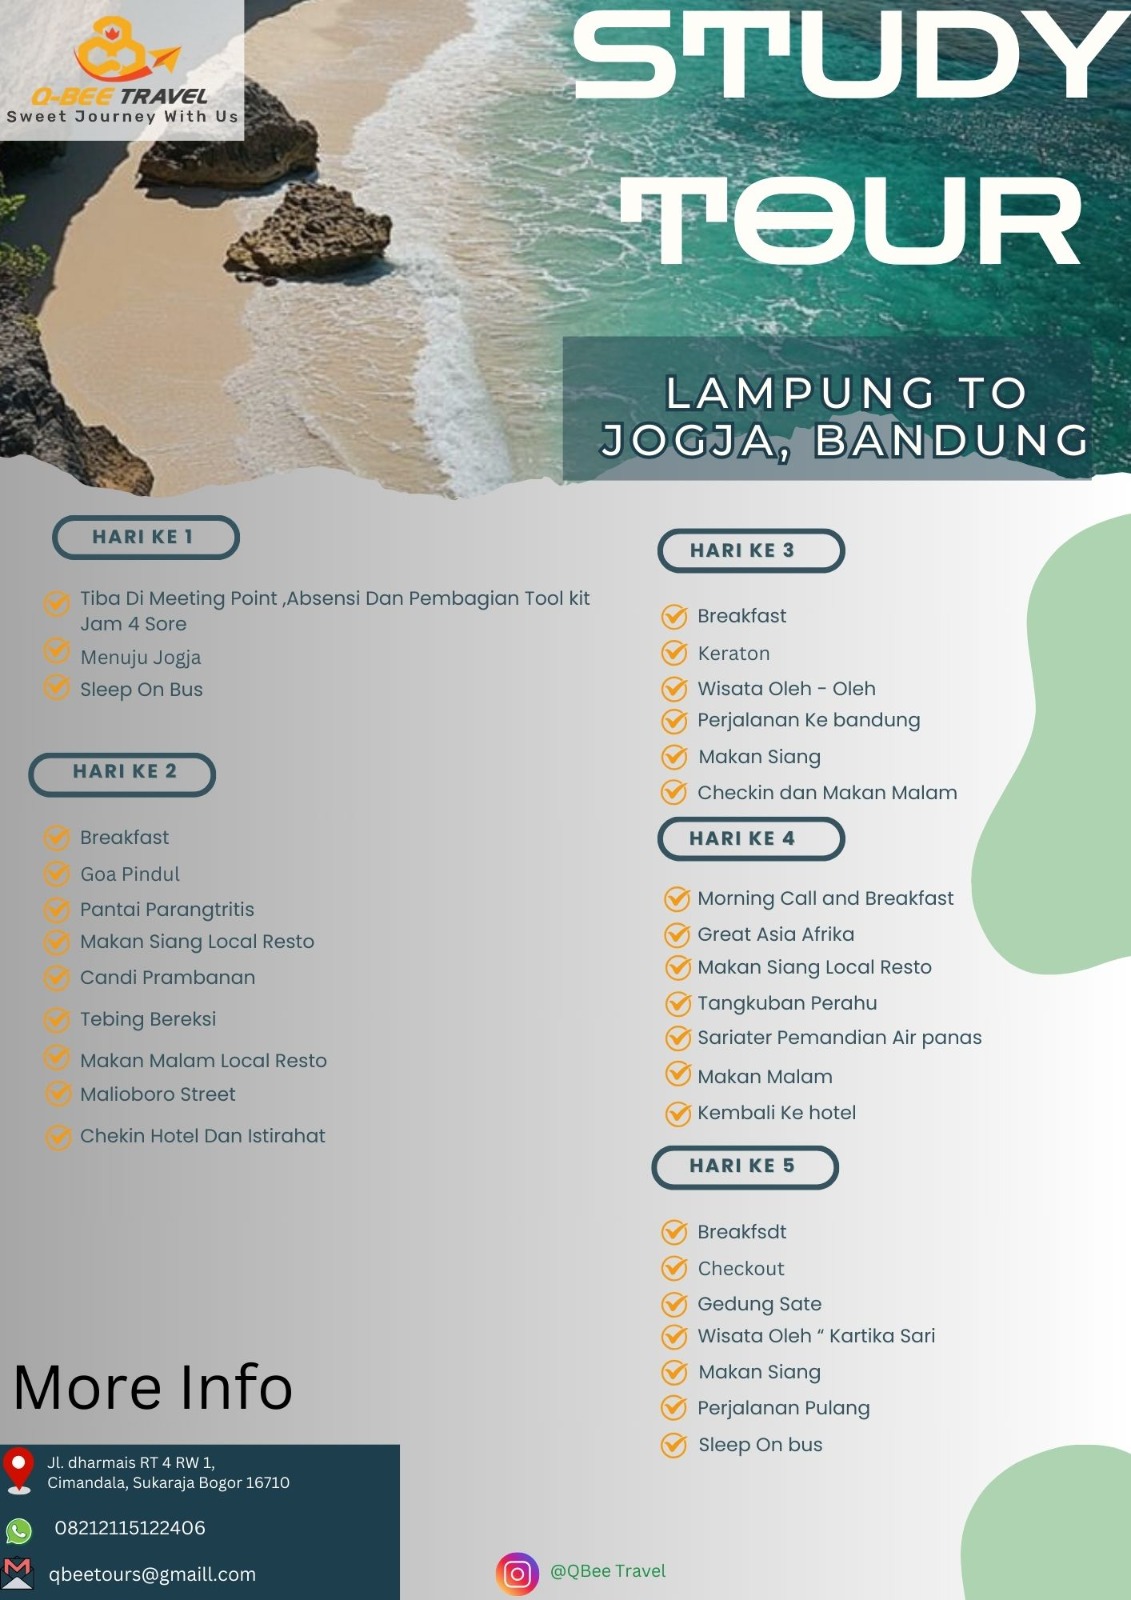 Q-BEE TRAVEL
Sweet Journey With Us
STUDY
TOUR
LAMPUNG TO
JOGJA, BANDUNG
HARI KE 1
Tiba Di Meeting Point ,Absensi Dan Pembagian Tool kit
Jam 4 Sore
Menuju Jogja
Sleep On Bus
HARI KE 2
Breakfast
Goa Pindul
Pantai Parangtritis
Makan Siang Local Resto
Candi Prambanan
Tebing Bereksi
Makan Malam Local Resto
Malioboro Street
Chekin Hotel Dan Istirahat
HARI KE 3
Breakfast
Keraton
Wisata Oleh - Oleh
Perjalanan Ke bandung
Makan Siang
Checkin dan Makan Malam
HARI KE 4
Morning Call and Breakfast
Great Asia Afrika
Makan Siang Local Resto
Tangkuban Perahu
Sariater Pemandian Air panas
Makan Malam
Kembali Ke hotel
HARI KE 5
Breakfsdt
Checkout
Gedung Sate
Wisata Oleh “ Kartika Sari
Makan Siang
Perjalanan Pulang
Sleep On bus
More Info
Jl. dharmais RT 4 RW 1,
Cimandala, Sukaraja Bogor 16710
08212115122406
qbeetours@gmaill.com
@QBee Travel